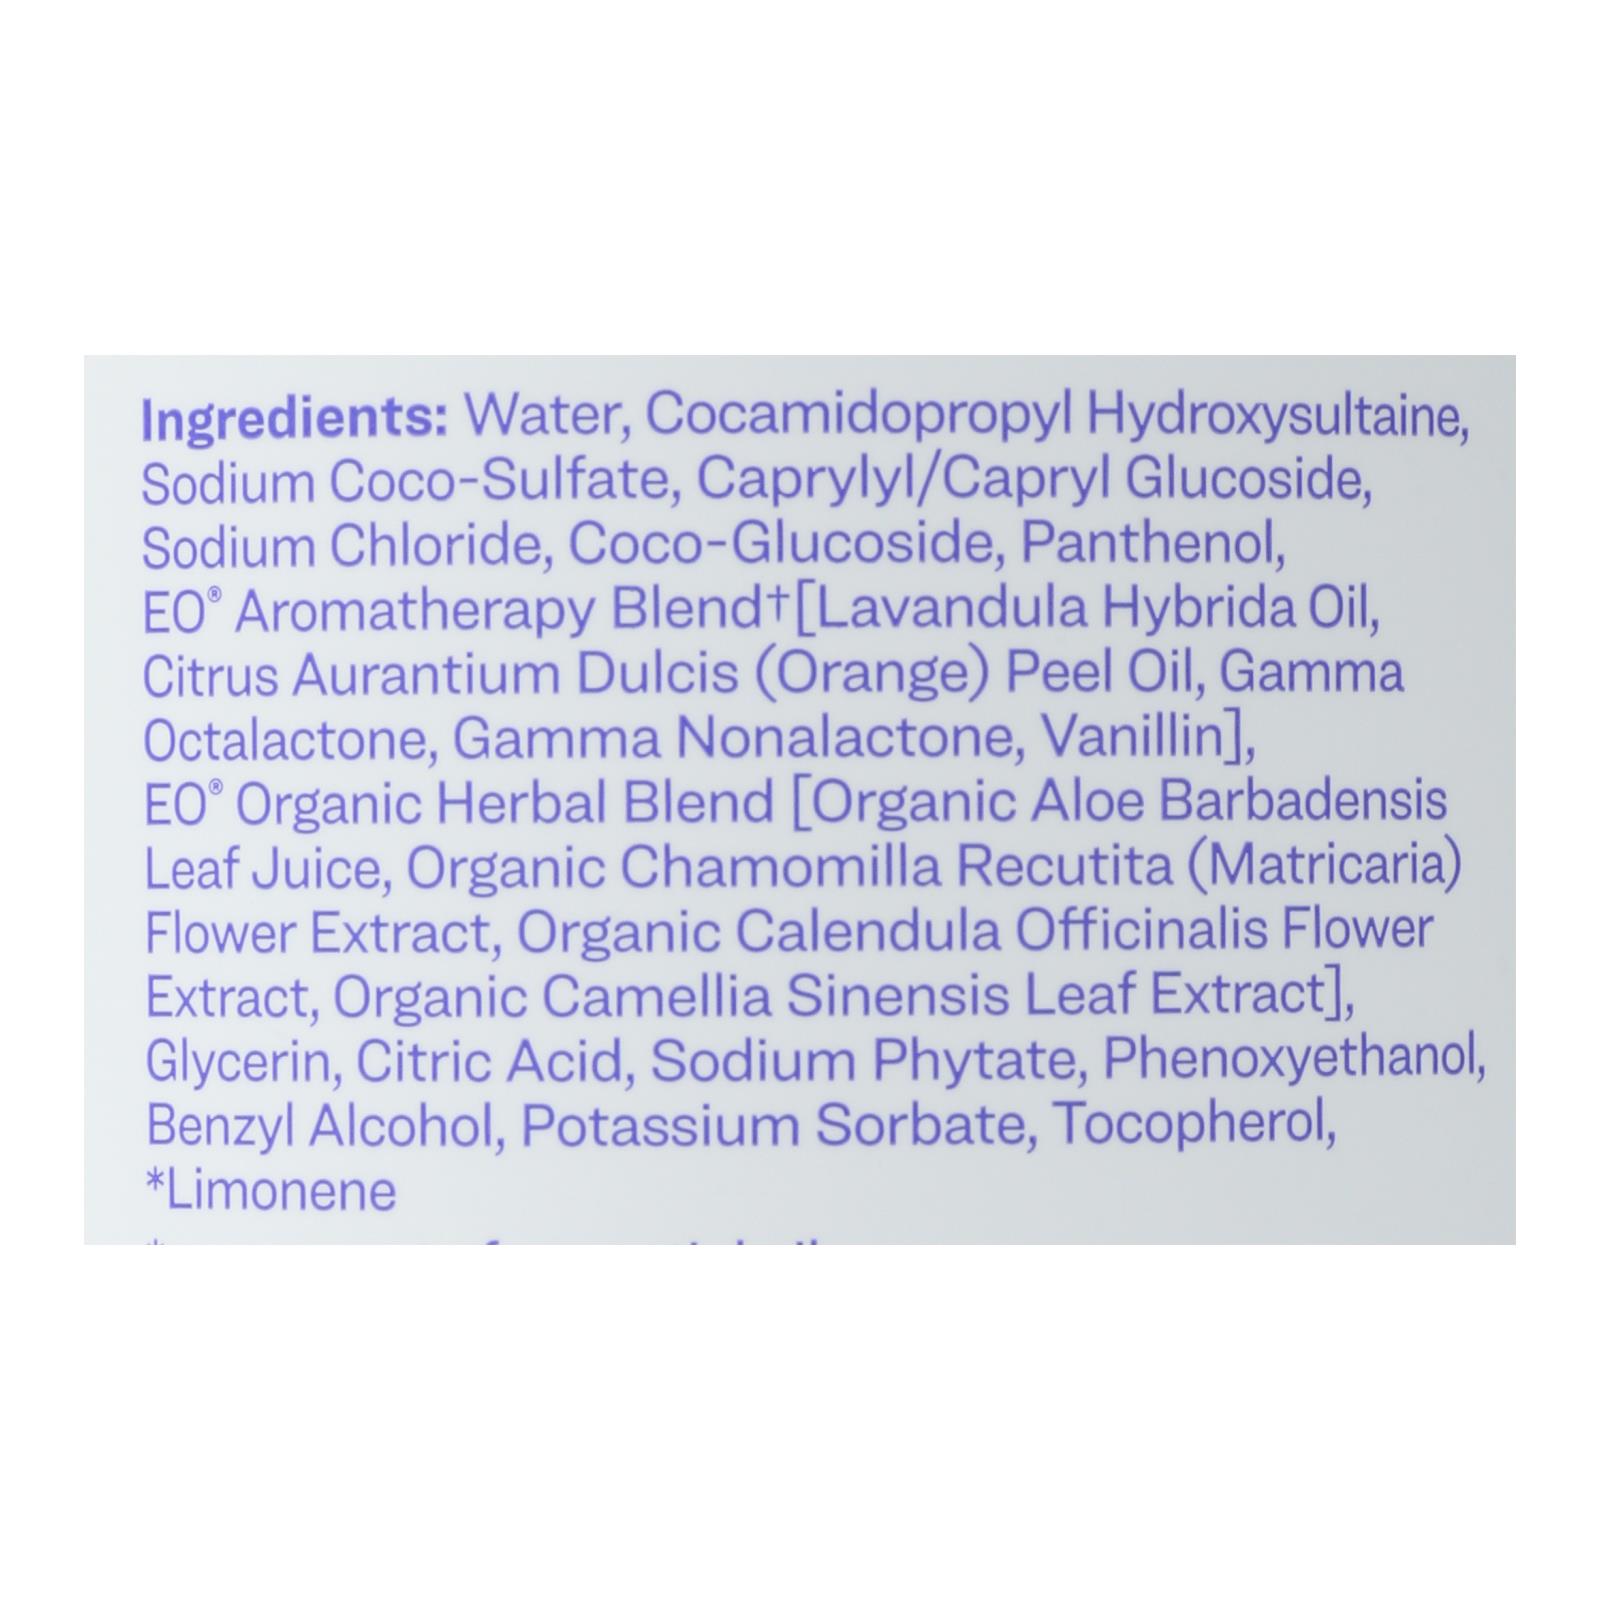 Ingredients: Water, Cocamidopropyl Hydroxysultaine,
Sodium Coco-Sulfate, Caprylyl/Capryl Glucoside,
Sodium Chloride, Coco-Glucoside, Panthenol,
EO® Aromatherapy Blend†[Lavandula Hybrida Oil,
Citrus Aurantium Dulcis (Orange) Peel Oil, Gamma
Octalactone, Gamma Nonalactone, Vanillin],
EO® Organic Herbal Blend [Organic Aloe Barbadensis
Leaf Juice, Organic Chamomilla Recutita (Matricaria)
Flower Extract, Organic Calendula Officinalis Flower
Extract, Organic Camellia Sinensis Leaf Extract],
Glycerin, Citric Acid, Sodium Phytate, Phenoxyethanol,
Benzyl Alcohol, Potassium Sorbate, Tocopherol,
*Limonene